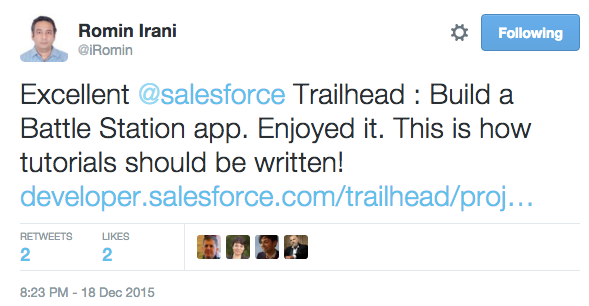 Romin Irani
@iRomin
Following
Excellent @salesforce Trailhead : Build a
Battle Station app. Enjoyed it. This is how
tutorials should be written!
developer.salesforce.com/trailhead/proj…
RETWEETS
2
LIKES
2
8:23 PM - 18 Dec 2015